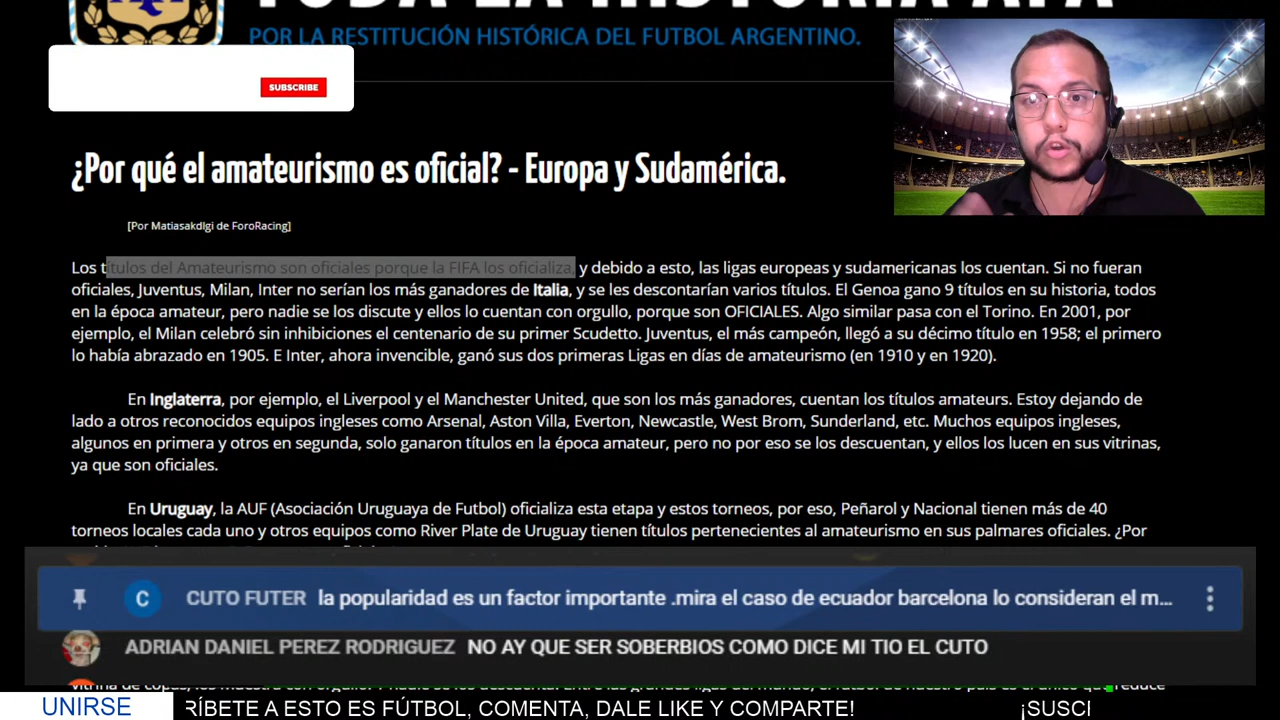 TODA LA HISTORIA AFA
POR LA RESTITUCIÓN HISTÓRICA DEL FUTBOL ARGENTINO.
SUBSCRIBE
¿Por qué el amateurismo es oficial? - Europa y Sudamérica.
[Por Matiasakdlgi de ForoRacing]
Los títulos del Amateurismo son oficiales porque la FIFA los oficializa, y debido a esto, las ligas europeas y sudamericanas los cuentan. Si no fueran
oficiales, Juventus, Milan, Inter no serían los más ganadores de Italia, y se les descontarían varios títulos. El Genoa gano 9 títulos en su historia, todos
en la época amateur, pero nadie se los discute y ellos lo cuentan con orgullo, porque son OFICIALES. Algo similar pasa con el Torino. En 2001, por
ejemplo, el Milan celebró sin inhibiciones el centenario de su primer Scudetto. Juventus, el más campeón, llegó a su décimo título en 1958; el primero
lo había abrazado en 1905. E Inter, ahora invencible, ganó sus dos primeras Ligas en días de amateurismo (en 1910 y en 1920).
En Inglaterra, por ejemplo, el Liverpool y el Manchester United, que son los más ganadores, cuentan los títulos amateurs. Estoy dejando de
lado a otros reconocidos equipos ingleses como Arsenal, Aston Villa, Everton, Newcastle, West Brom, Sunderland, etc. Muchos equipos ingleses,
algunos en primera y otros en segunda, solo ganaron títulos en la época amateur, pero no por eso se los descuentan, y ellos los lucen en sus vitrinas,
ya que son oficiales.
En Uruguay, la AUF (Asociación Uruguaya de Futbol) oficializa esta etapa y estos torneos, por eso, Peñarol y Nacional tienen más de 40
torneos locales cada uno y otros equipos como River Plate de Uruguay tienen títulos pertenecientes al amateurismo en sus palmares oficiales. ¿Por
C CUTO FUTER la popularidad es un factor importante .mira el caso de ecuador barcelona lo consideran el m...
ADRIAN DANIEL PEREZ RODRIGUEZ NO AY QUE SER SOBERBIOS COMO DICE MI TIO EL CUTO
UNIRSE RÍBETE A ESTO ES FÚTBOL, COMENTA, DALE LIKE Y COMPARTE! ¡SUSCI